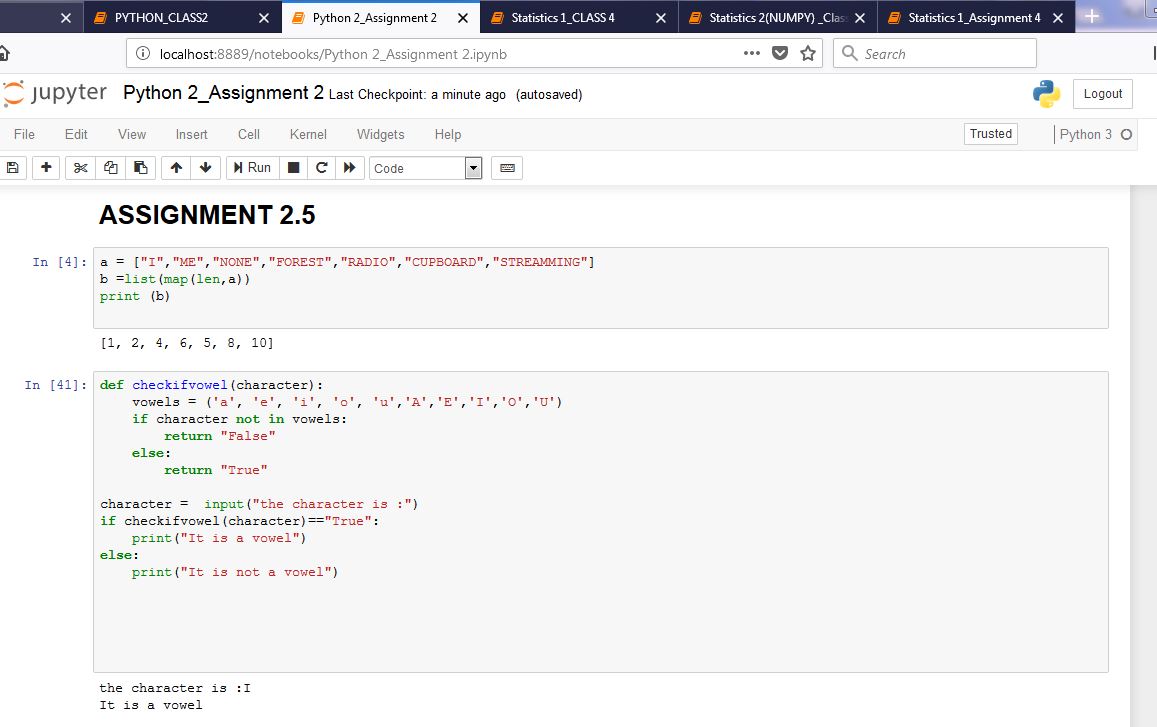 PYTHON_CLASS2
Python 2_Assignment 2
Statistics 1_CLASS 4
Statistics 2(NUMPY) _Clas
Statistics 1_Assignment 4
localhost:8889/notebooks/Python 2_Assignment 2.ipynb
Search
jupyter Python 2_Assignment 2 Last Checkpoint: a minute ago (autosaved)
Logout
File Edit View Insert Cell Kernel Widgets Help
Trusted
Python 3
Run
Code
ASSIGNMENT 2.5
In [4]:
a = ["I","ME","NONE","FOREST","RADIO","CUPBOARD","STREAMMING"]
b =list(map(len,a))
print (b)
[1, 2, 4, 6, 5, 8, 10]
In [41]:
def checkifvowel(character):
    vowels = ('a', 'e', 'i', 'o', 'u','A','E','I','O','U')
    if character not in vowels:
        return "False"
    else:
        return "True"
character =  input("the character is :")
if checkifvowel(character)=="True":
    print("It is a vowel")
else:
    print("It is not a vowel")
the character is :I
It is a vowel